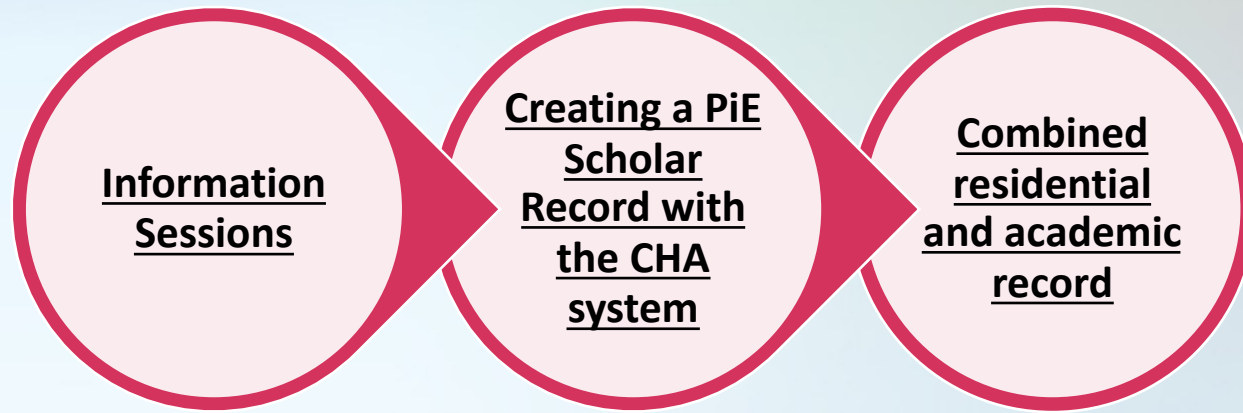 Information
Sessions
Creating a PiE
Scholar
Record with
the CHA
system
Combined
residential
and academic
record